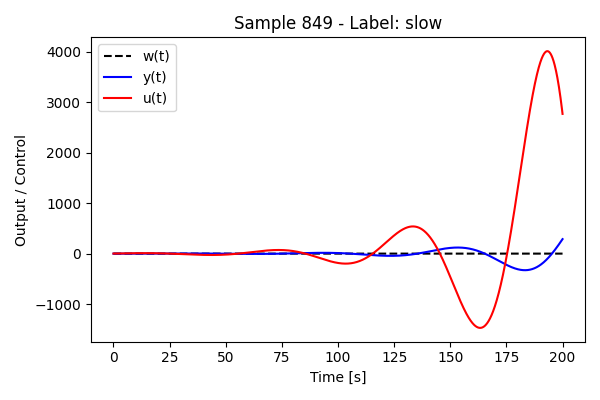 Sample 849 - Label: slow
w(t)
y(t)
u(t)
Output / Control
4000
3000
2000
1000
0
−1000
0 25 50 75 100 125 150 175 200
Time [s]